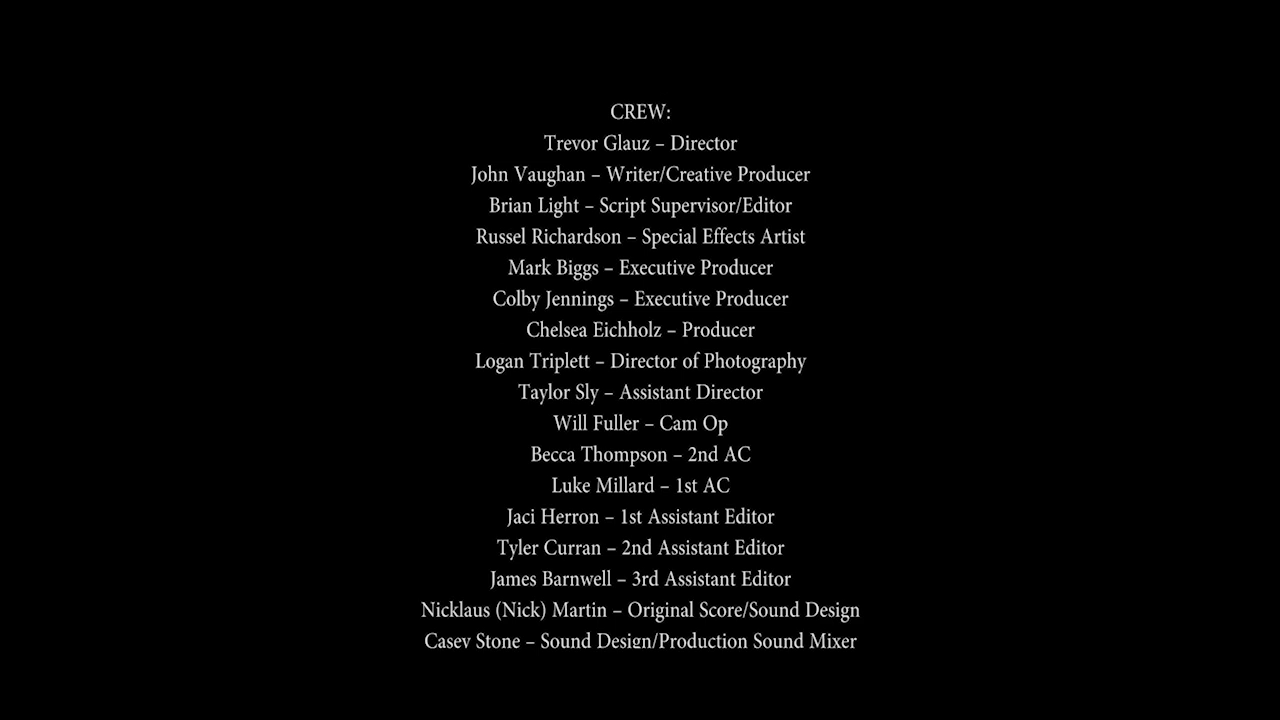 CREW:
Trevor Glauz – Director
John Vaughan – Writer/Creative Producer
Brian Light – Script Supervisor/Editor
Russel Richardson – Special Effects Artist
Mark Biggs – Executive Producer
Colby Jennings – Executive Producer
Chelsea Eichholz – Producer
Logan Triplett – Director of Photography
Taylor Sly – Assistant Director
Will Fuller – Cam Op
Becca Thompson – 2nd AC
Luke Millard – 1st AC
Jaci Herron – 1st Assistant Editor
Tyler Curran – 2nd Assistant Editor
James Barnwell – 3rd Assistant Editor
Nicklaus (Nick) Martin – Original Score/Sound Design
Casey Stone – Sound Design/Production Sound Mixer